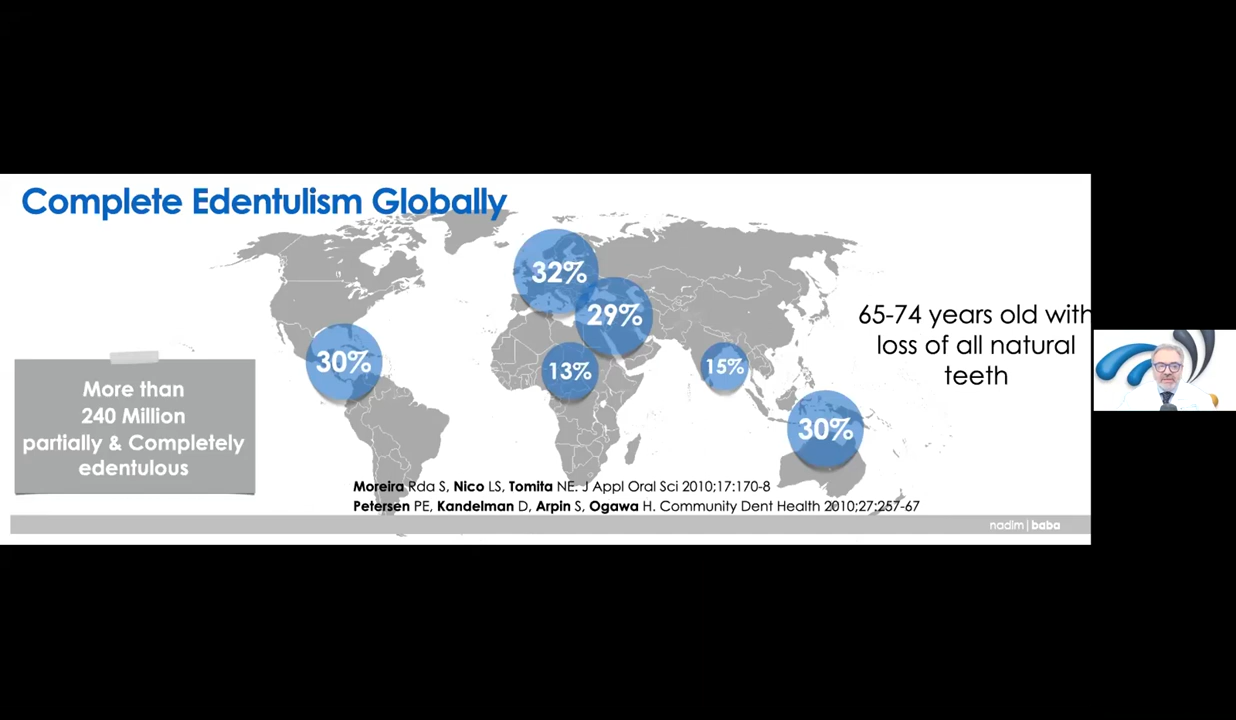 Complete Edentulism Globally
32%
29%
30%
13%
15%
30%
65-74 years old with
loss of all natural
teeth
More than
240 Million
partially & Completely
edentulous
Moreira Rda S, Nico LS, Tomita NE. J Appl Oral Sci 2010;17:170-8
Petersen PE, Kandelman D, Arpin S, Ogawa H. Community Dent Health 2010;27:257-67
nadim | baba